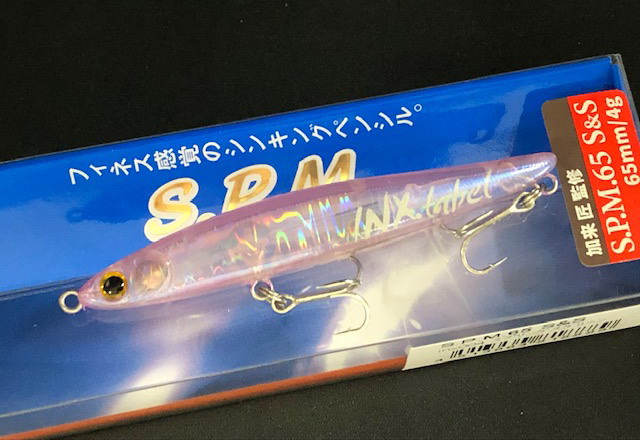 フィネス感覚のシンキングペンシル。
S.P.M
INX.label
加来 匠 監修
S.P.M.65 S&S
65mm/4g
S.P.M.65 S&S